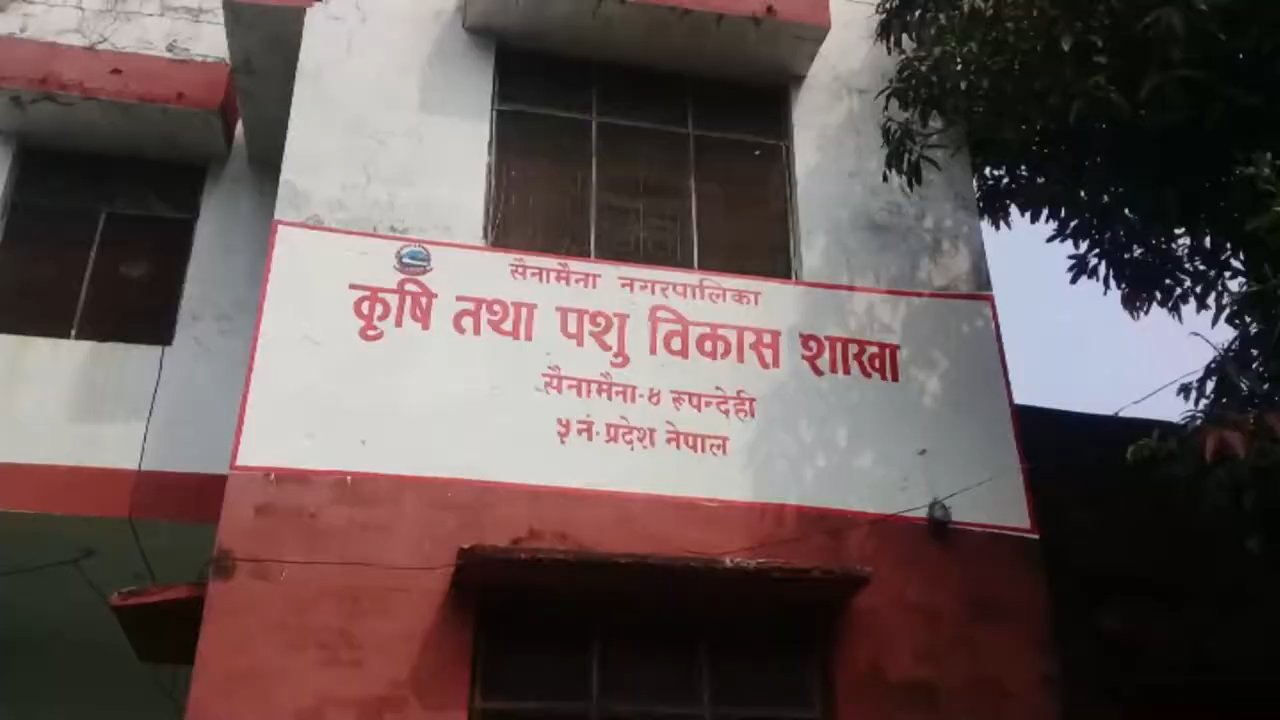 सैनामैना नगरपालिका
कृषि तथा पशु विकास शाखा
सैनामैना-४ रुपन्देही
५ नं. प्रदेश नेपाल